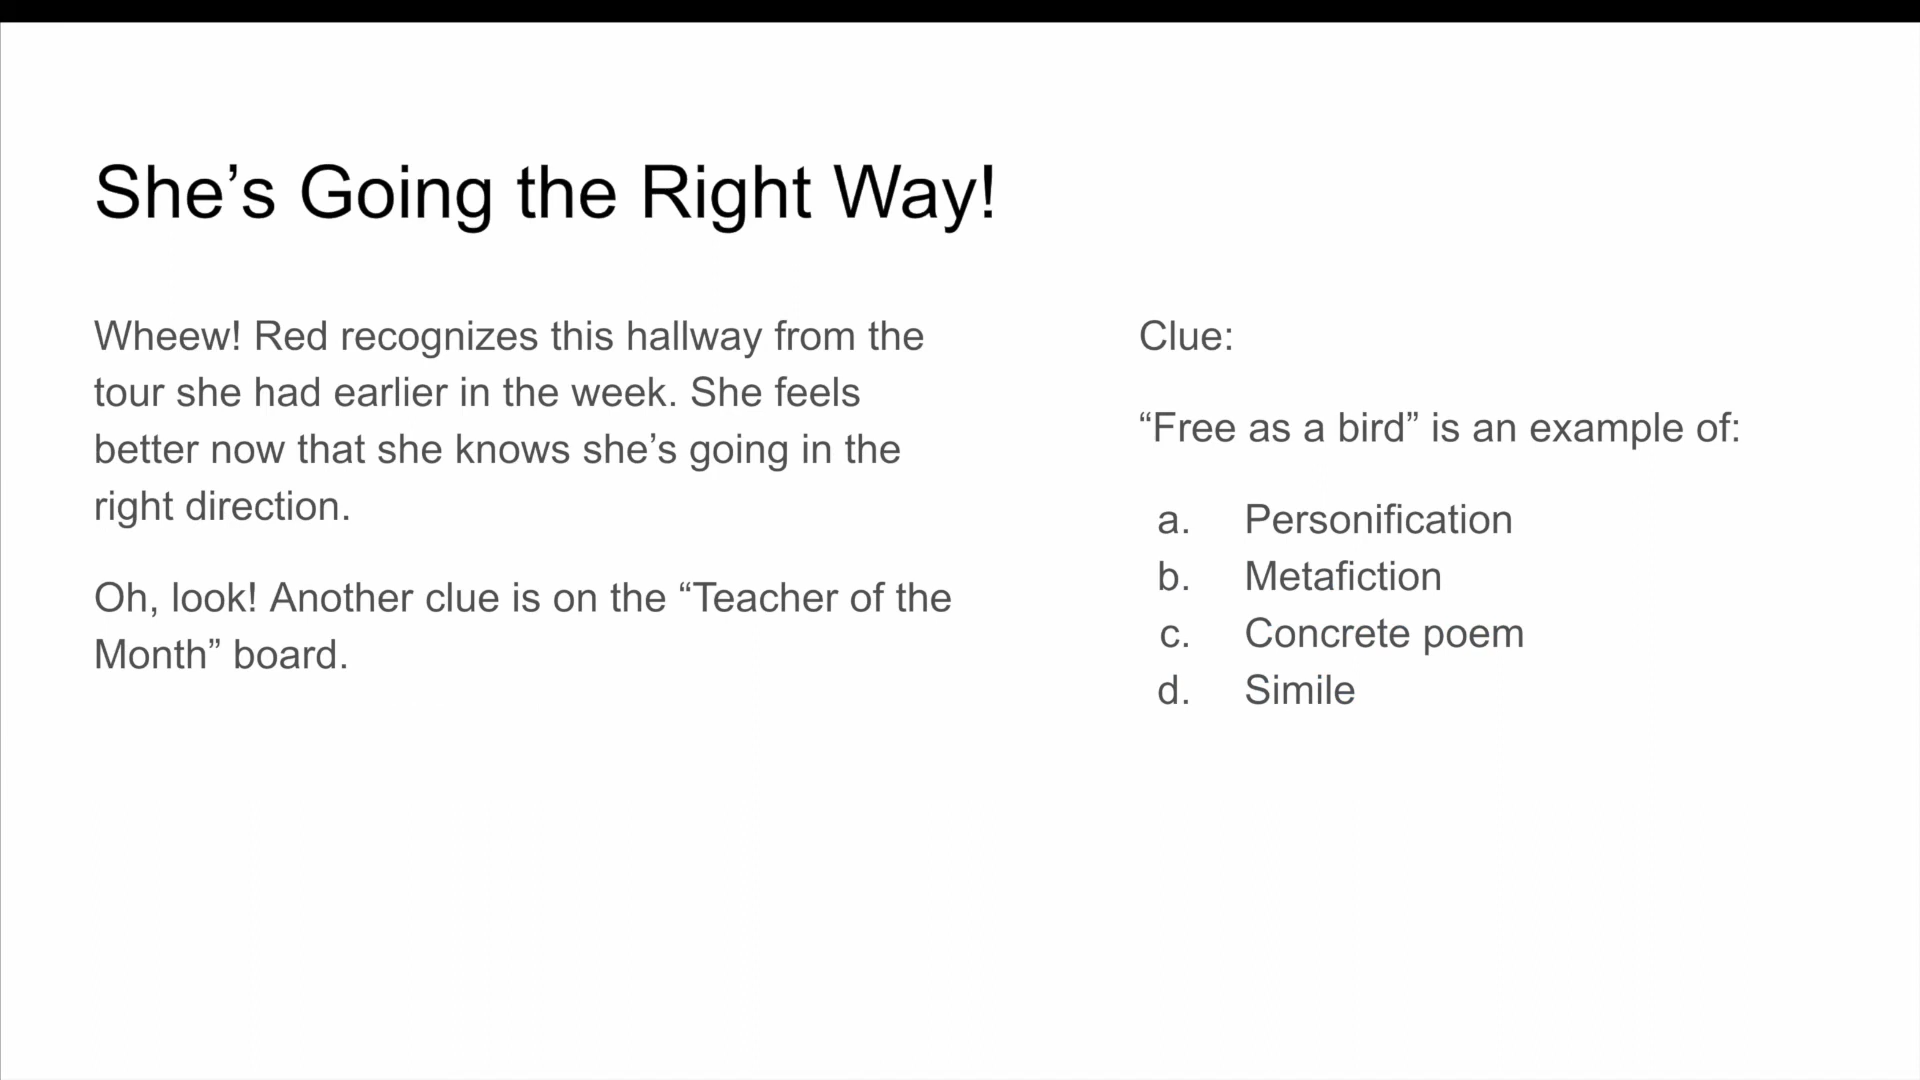 She’s Going the Right Way!
Wheew! Red recognizes this hallway from the
tour she had earlier in the week. She feels
better now that she knows she’s going in the
right direction.
Oh, look! Another clue is on the “Teacher of the
Month” board.
Clue:
“Free as a bird” is an example of:
a. Personification
b. Metafiction
c. Concrete poem
d. Simile